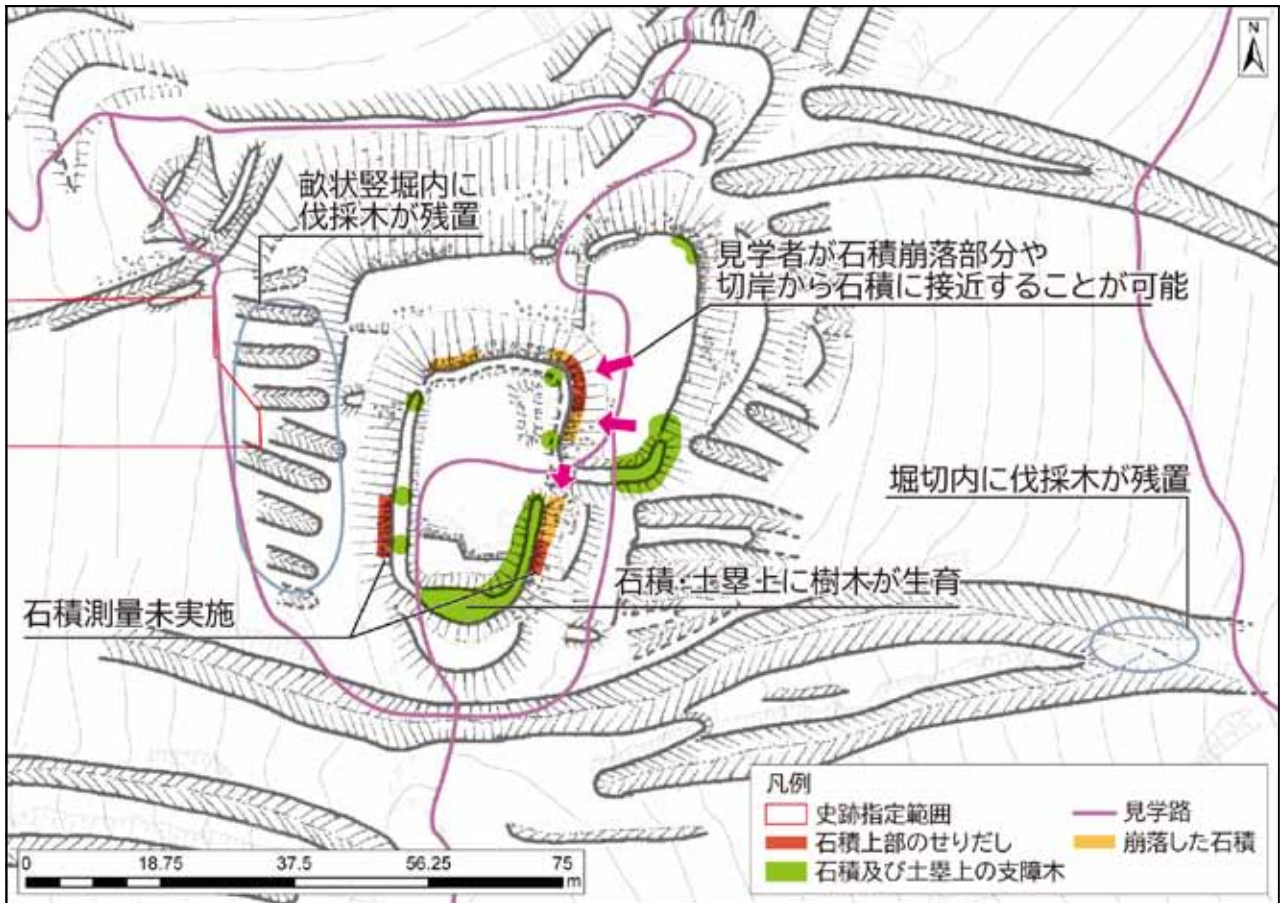 N
畝状竪堀内に
伐採木が残置
見学者が石積崩落部分や
切岸から石積に接近することが可能
堀切内に伐採木が残置
石積・土塁上に樹木が生育
石積測量未実施
凡例
史跡指定範囲
見学路
石積上部のせりだし
崩落した石積
石積及び土塁上の支障木
0 18.75 37.5 56.25 75
m